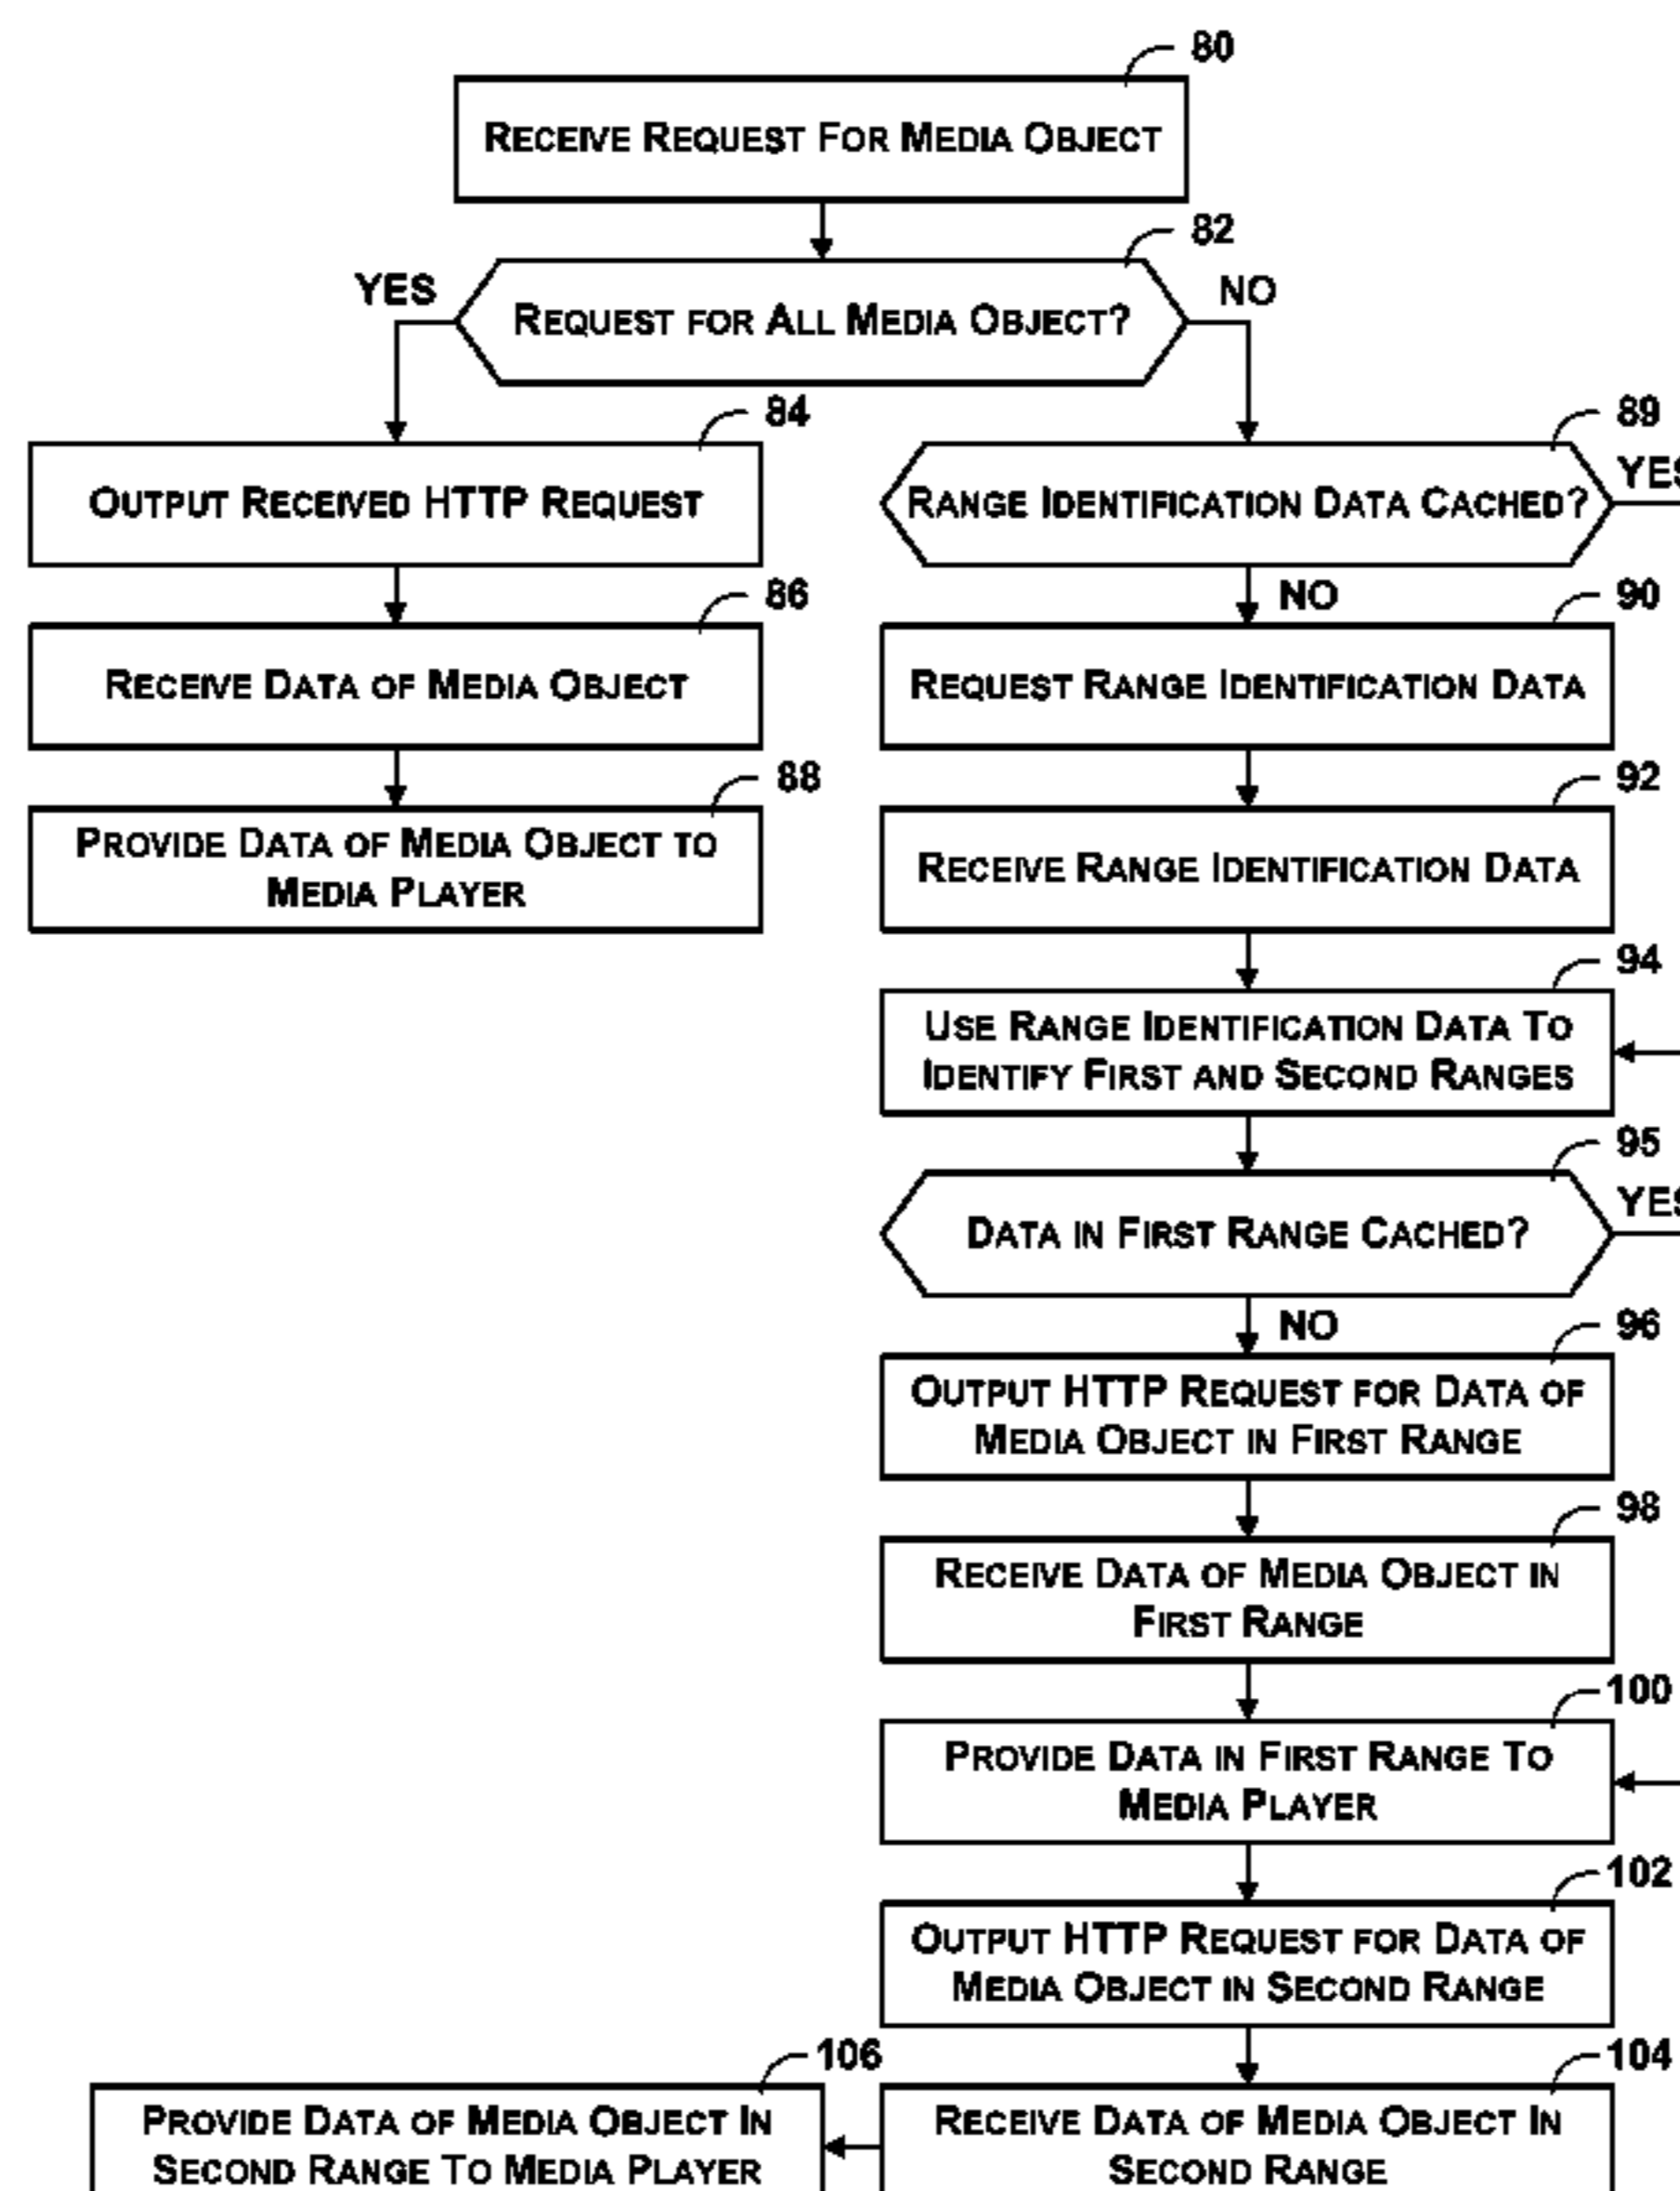 80
RECEIVE REQUEST FOR MEDIA OBJECT
82
YES
REQUEST FOR ALL MEDIA OBJECT?
NO
84
OUTPUT RECEIVED HTTP REQUEST
86
RECEIVE DATA OF MEDIA OBJECT
88
PROVIDE DATA OF MEDIA OBJECT TO
MEDIA PLAYER
89
RANGE IDENTIFICATION DATA CACHED?
YES
NO
90
REQUEST RANGE IDENTIFICATION DATA
92
RECEIVE RANGE IDENTIFICATION DATA
94
USE RANGE IDENTIFICATION DATA TO
IDENTIFY FIRST AND SECOND RANGES
95
DATA IN FIRST RANGE CACHED?
YES
NO
96
OUTPUT HTTP REQUEST FOR DATA OF
MEDIA OBJECT IN FIRST RANGE
98
RECEIVE DATA OF MEDIA OBJECT IN
FIRST RANGE
100
PROVIDE DATA IN FIRST RANGE TO
MEDIA PLAYER
102
OUTPUT HTTP REQUEST FOR DATA OF
MEDIA OBJECT IN SECOND RANGE
104
RECEIVE DATA OF MEDIA OBJECT IN
SECOND RANGE
106
PROVIDE DATA OF MEDIA OBJECT IN
SECOND RANGE TO MEDIA PLAYER